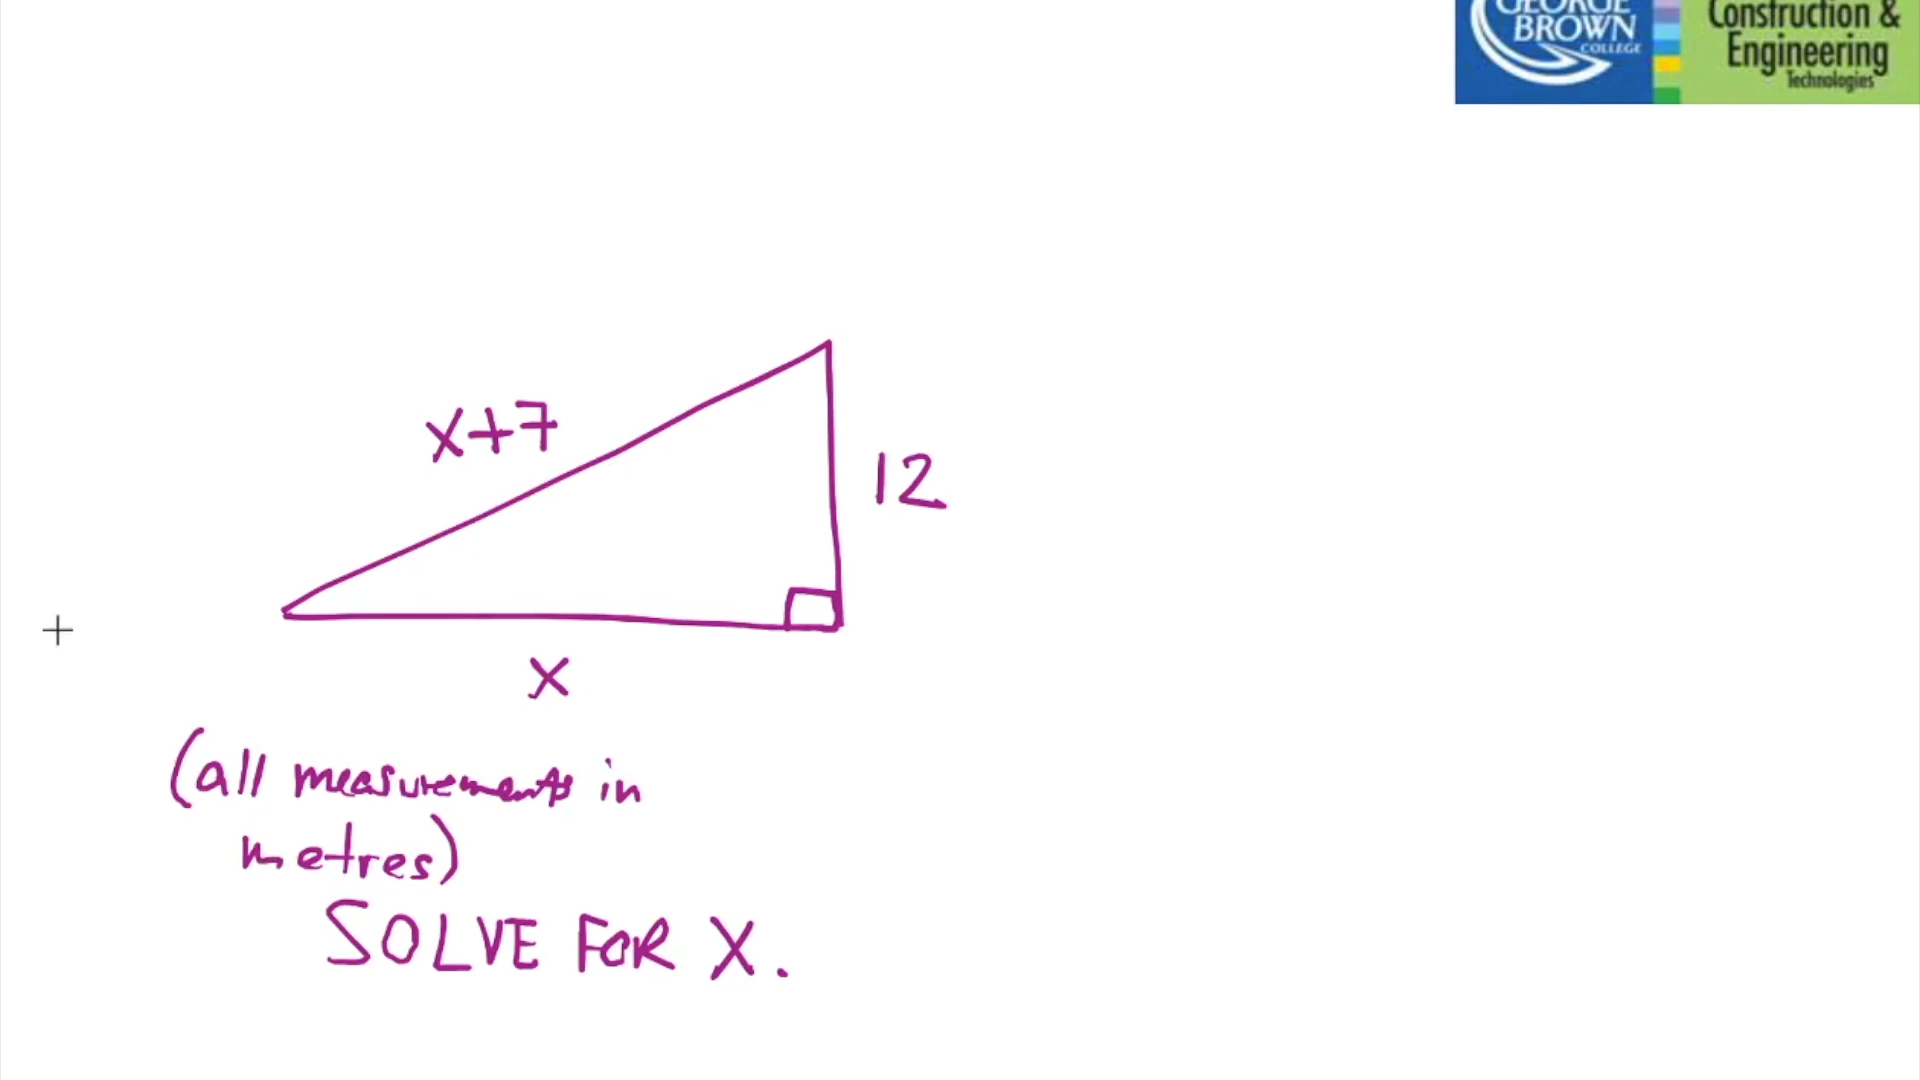 GEORGE
BROWN
COLLEGE
Construction &
Engineering
Technologies
x+7
12
x
(all measurements in
metres)
SOLVE FOR X.